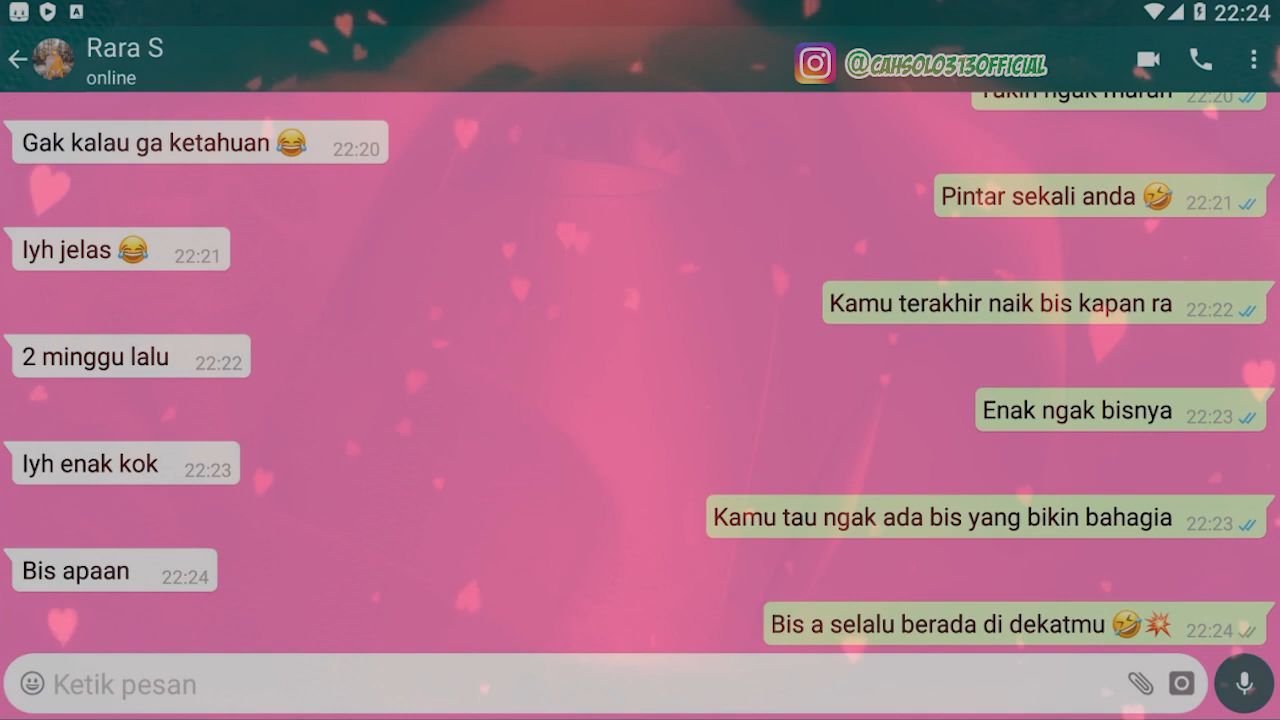 22:24
Rara S
online
@CAHSOLO3130FFICIAL
22:20
Gak kalau ga ketahuan 😂 22:20
Pintar sekali anda 🤣 22:21
Iyh jelas 😂 22:21
Kamu terakhir naik bis kapan ra 22:22
2 minggu lalu 22:22
Enak ngak bisnya 22:23
Iyh enak kok 22:23
Kamu tau ngak ada bis yang bikin bahagia 22:23
Bis apaan 22:24
Bis a selalu berada di dekatmu 🤣💥 22:24
Ketik pesan